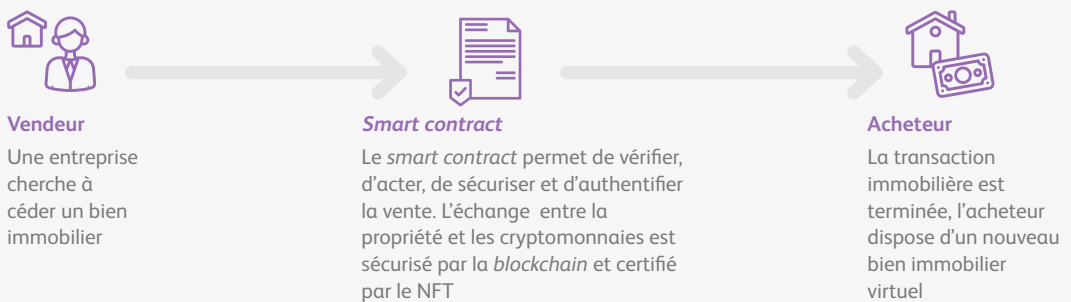 Vendeur
Une entreprise
cherche à
céder un bien
immobilier
Smart contract
Le smart contract permet de vérifier,
d'acter, de sécuriser et d'authentifier
la vente. L'échange entre la
propriété et les cryptomonnaies est
sécurisé par la blockchain et certifié
par le NFT
Acheteur
La transaction
immobilière est
terminée, l'acheteur
dispose d'un nouveau
bien immobilier
virtuel